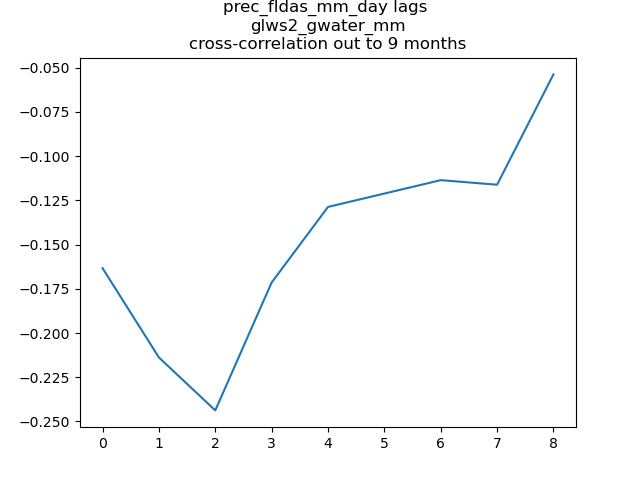 prec_fldas_mm_day lags
glws2_gwater_mm
cross-correlation out to 9 months
−0.050
−0.075
−0.100
−0.125
−0.150
−0.175
−0.200
−0.225
−0.250
0 1 2 3 4 5 6 7 8